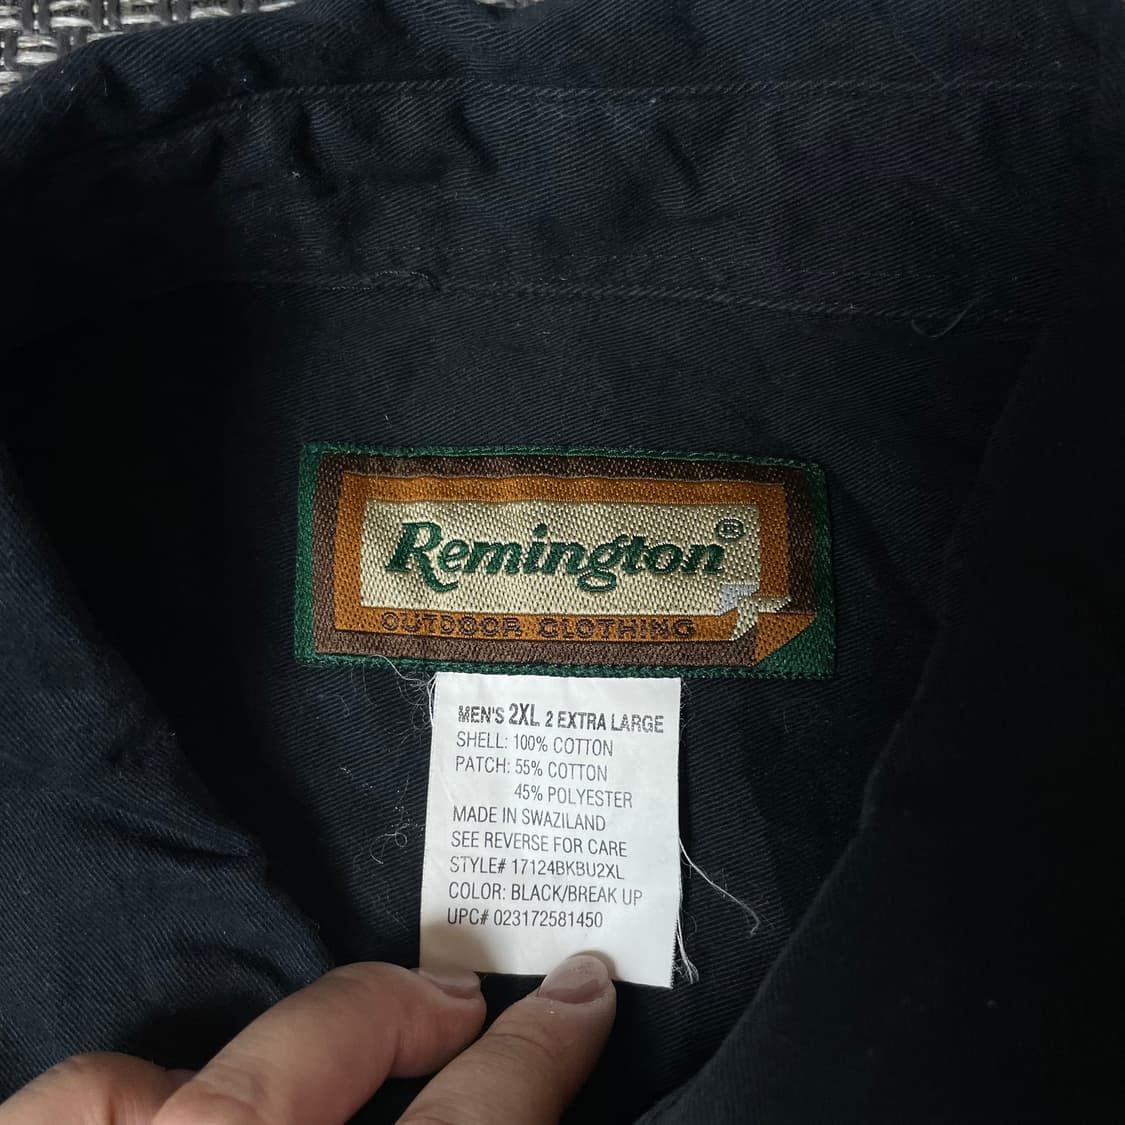 Remington®
OUTDOOR CLOTHING
MEN'S 2XL 2 EXTRA LARGE
SHELL: 100% COTTON
PATCH: 55% COTTON
45% POLYESTER
MADE IN SWAZILAND
SEE REVERSE FOR CARE
STYLE# 17124BKBU2XL
COLOR: BLACK/BREAK UP
UPC# 023172581450